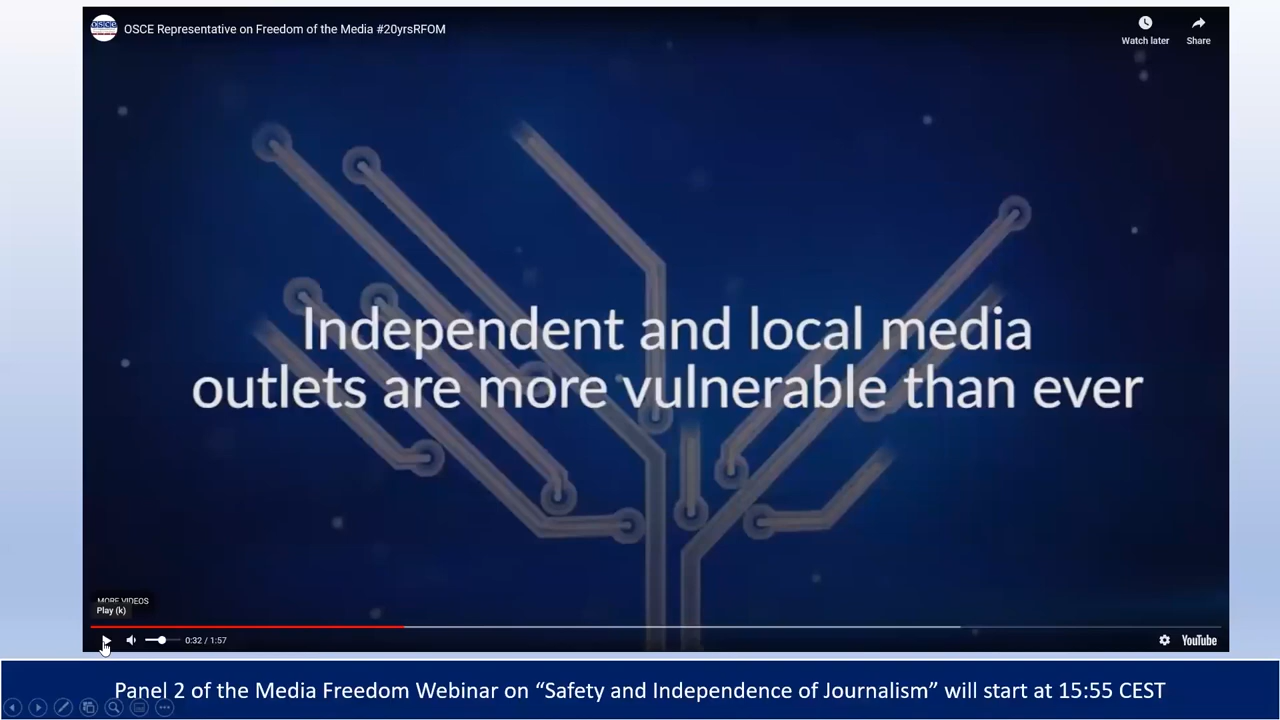 OSCE Representative on Freedom of the Media #20yrsRFOM
Watch later
Share
Independent and local media
outlets are more vulnerable than ever
MORE VIDEOS
Play (k)
0:32 / 1:57
YouTube
Panel 2 of the Media Freedom Webinar on “Safety and Independence of Journalism” will start at 15:55 CEST